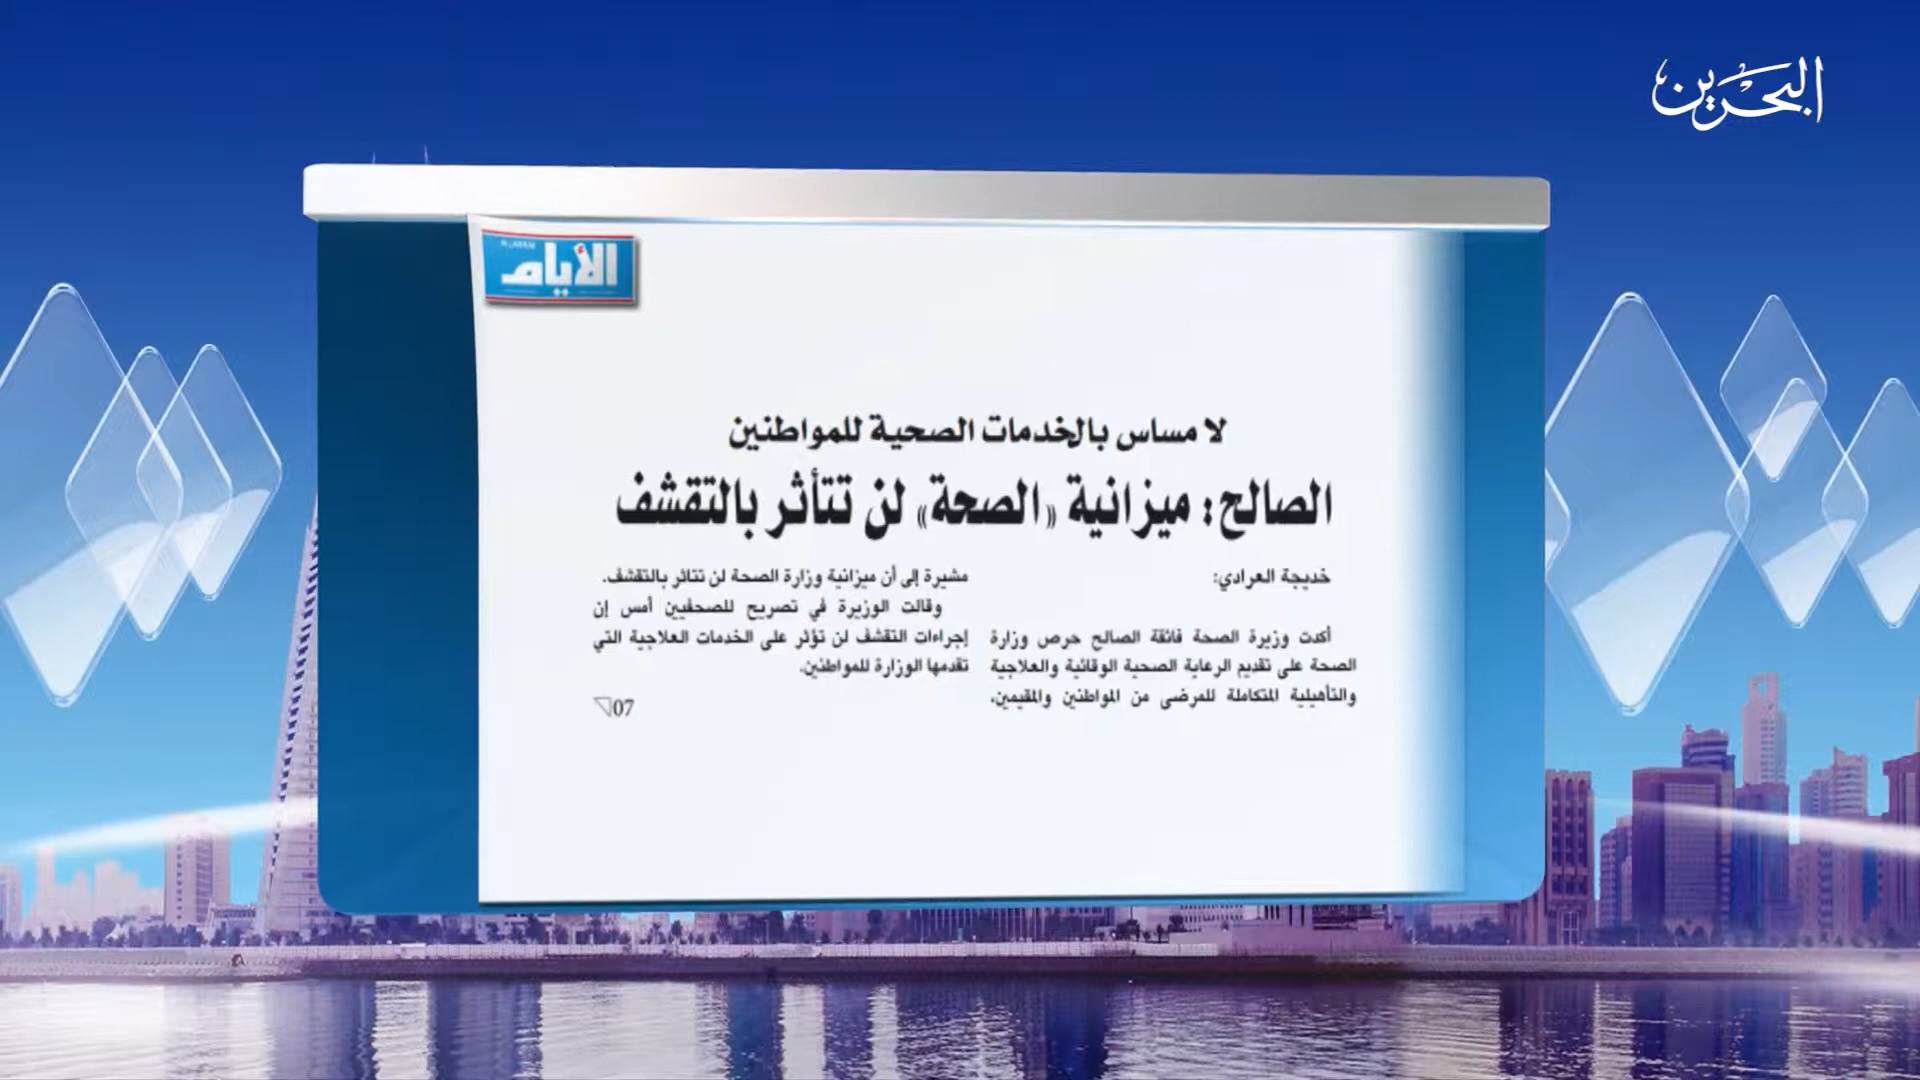 البحرين
الأيام
لا مساس بالخدمات الصحية للمواطنين
الصالح: ميزانية «الصحة» لن تتأثر بالتقشف
خديجة العرادي:
أكدت وزيرة الصحة فائقة الصالح حرص وزارة
الصحة على تقديم الرعاية الصحية الوقائية والعلاجية
والتأهيلية المتكاملة للمرضى من المواطنين والمقيمين،
مشيرة إلى أن ميزانية وزارة الصحة لن تتاثر بالتقشف.
وقالت الوزيرة في تصريح للصحفيين أمس إن
إجراءات التقشف لن تؤثر على الخدمات العلاجية التي
تقدمها الوزارة للمواطنين.
07